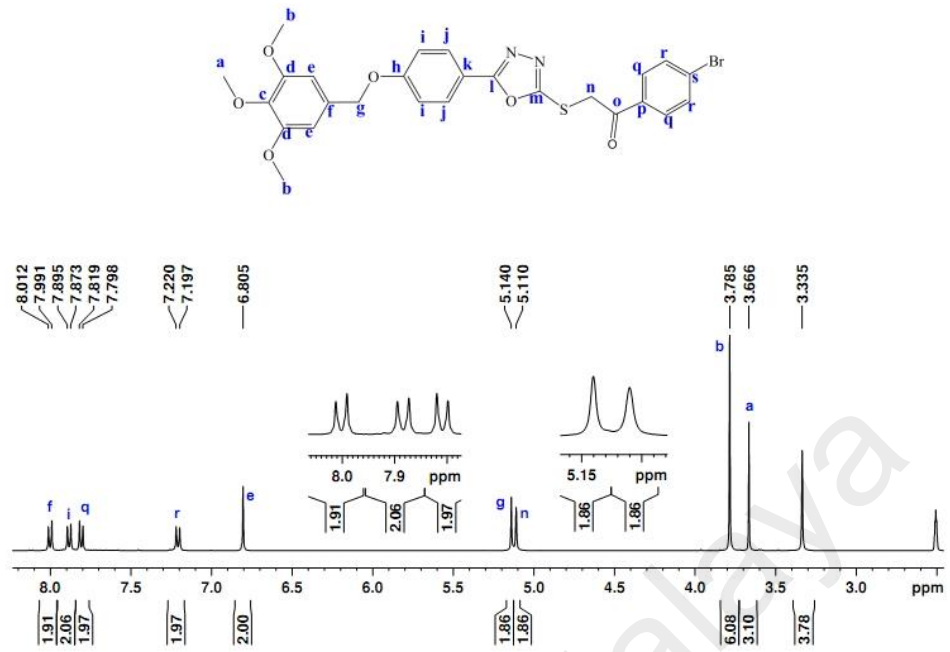 b
a
b
O
O
O
d
e
c
f
d
e
O
g
h
i
j
k
i
j
N
N
l
O
m
S
n
o
O
p
q
r
s
Br
r
q
8.012
7.991
7.895
7.873
7.819
7.798
7.220
7.197
6.805
5.140
5.110
3.785
3.666
3.335
b
a
8.0 7.9 ppm
5.15 ppm
1.91 2.06 1.97
1.86 1.86
f i q r e g n
8.0 7.5 7.0 6.5 6.0 5.5 5.0 4.5 4.0 3.5 3.0 ppm
1.91 2.06 1.97 1.97 2.00 1.86 1.86 6.08 3.10 3.78
alaya